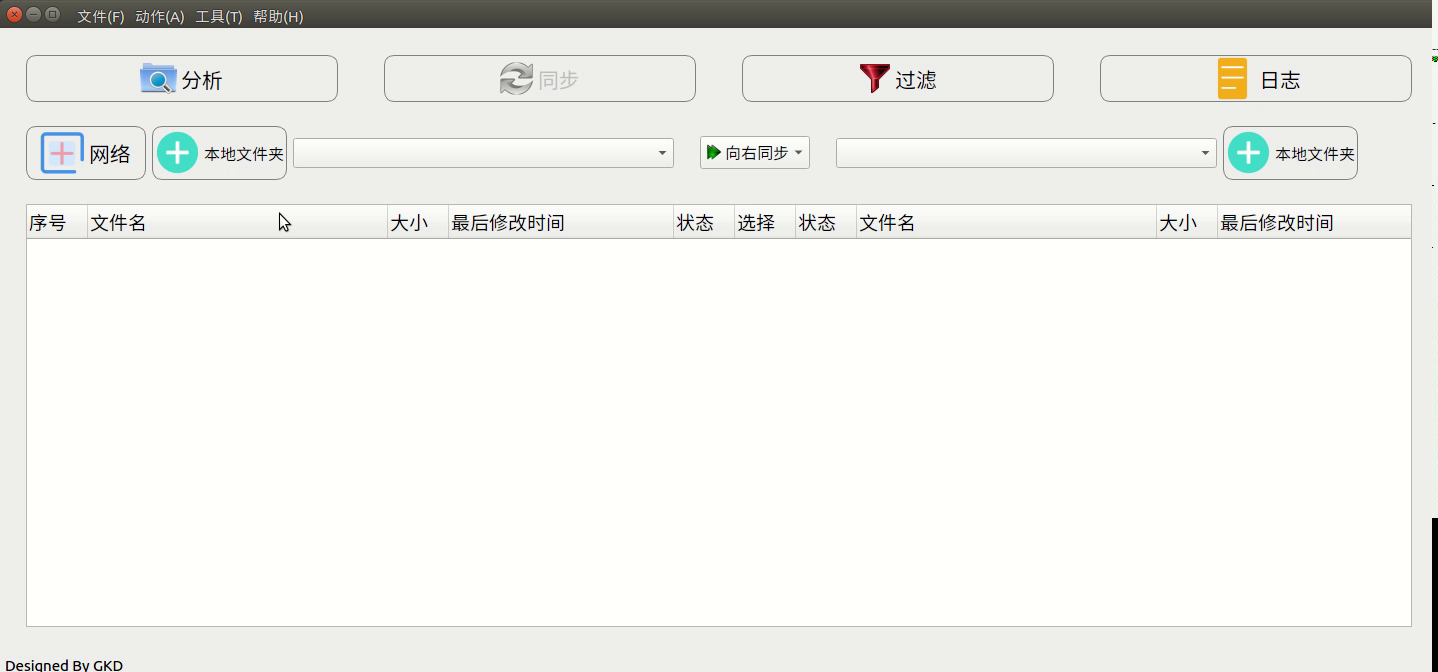 文件(F) 动作(A) 工具(T) 帮助(H)
分析 同步 过滤 日志
网络 本地文件夹 向右同步 本地文件夹
序号 文件名 大小 最后修改时间 状态 选择 状态 文件名 大小 最后修改时间
Designed By GKD